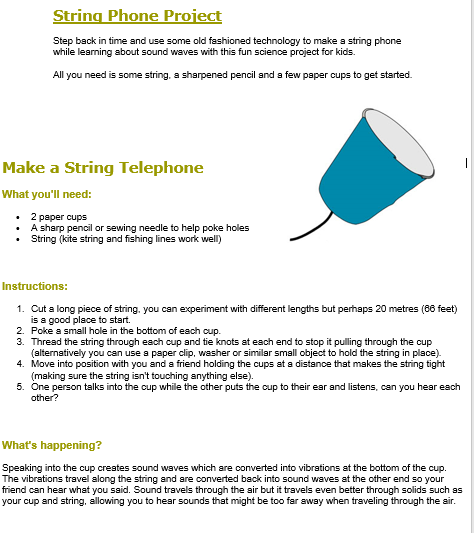 String Phone Project
Step back in time and use some old fashioned technology to make a string phone
while learning about sound waves with this fun science project for kids.
All you need is some string, a sharpened pencil and a few paper cups to get started.
Make a String Telephone
What you'll need:
• 2 paper cups
• A sharp pencil or sewing needle to help poke holes
• String (kite string and fishing lines work well)
Instructions:
1. Cut a long piece of string, you can experiment with different lengths but perhaps 20 metres (66 feet)
is a good place to start.
2. Poke a small hole in the bottom of each cup.
3. Thread the string through each cup and tie knots at each end to stop it pulling through the cup
(alternatively you can use a paper clip, washer or similar small object to hold the string in place).
4. Move into position with you and a friend holding the cups at a distance that makes the string tight
(making sure the string isn't touching anything else).
5. One person talks into the cup while the other puts the cup to their ear and listens, can you hear each
other?
What's happening?
Speaking into the cup creates sound waves which are converted into vibrations at the bottom of the cup.
The vibrations travel along the string and are converted back into sound waves at the other end so your
friend can hear what you said. Sound travels through the air but it travels even better through solids such as
your cup and string, allowing you to hear sounds that might be too far away when traveling through the air.